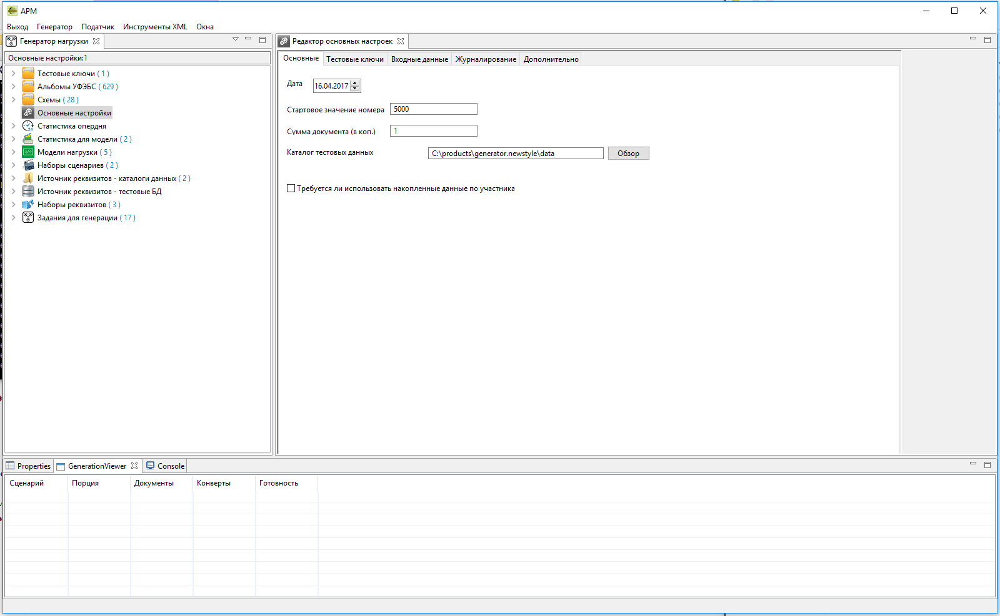 АРМ
Выход Генератор Податчик Инструменты XML Окна
Генератор нагрузки
Основные настройки:1
Тестовые ключи ( 1 )
Альбомы УФЭБС ( 629 )
Схемы ( 28 )
Основные настройки
Статистика опердня
Статистика для модели ( 2 )
Модели нагрузки ( 5 )
Наборы сценариев ( 2 )
Источник реквизитов - каталоги данных ( 2 )
Источник реквизитов - тестовые БД
Наборы реквизитов ( 3 )
Задания для генерации ( 17 )
Редактор основных настроек
Основные Тестовые ключи Входные данные Журналирование Дополнительно
Дата 16.04.2017
Стартовое значение номера 5000
Сумма документа (в коп.) 1
Каталог тестовых данных C:\products\generator.newstyle\data Обзор
Требуется ли использовать накопленные данные по участника
Properties GenerationViewer Console
Сценарий Порция Документы Конверты Готовность